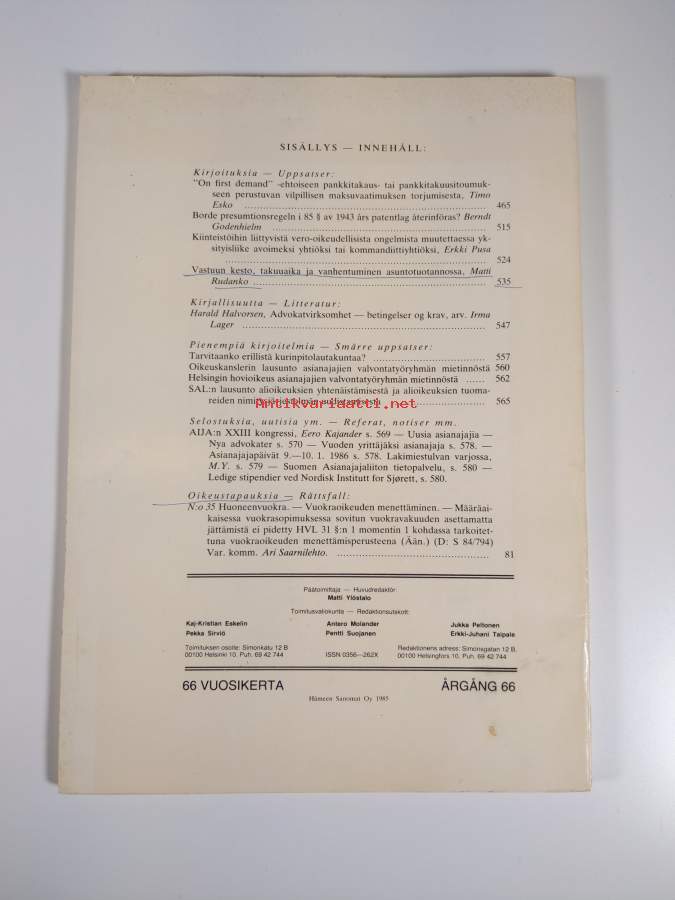 SISÄLLYS — INNEHÅLL:
Kirjoituksia — Uppsatser:
"On first demand" -ehtoiseen pankkitakaus- tai pankkitakuusitoumuk-
seen perustuvan vilpillisen maksuvaatimuksen torjumisesta, Timo
Esko ........ 465
Borde presumtionsregeln i 85 § av 1943 års patentlag återinföras? Berndt
Godenhielm ........ 515
Kiinteistöihin liittyvistä vero-oikeudellisista ongelmista muutettaessa yk-
sityisliike avoimeksi yhtiöksi tai kommandiittiyhtiöksi, Erkki Pusa
........ 524
Vastuun kesto, takuuaika ja vanhentuminen asuntotuotannossa, Matti
Rudanko ........ 535
Kirjallisuutta — Litteratur:
Harald Halvorsen, Advokatvirksomhet — betingelser og krav, arv. Irma
Lager ........ 547
Pienempiä kirjoitelmia — Smärre uppsatser:
Tarvitaanko erillistä kurinpitolautakuntaa? ........ 557
Oikeuskanslerin lausunto asianajajien valvontatyöryhmän mietinnöstä 560
Helsingin hovioikeus asianajajien valvontatyöryhmän mietinnöstä ...... 562
SAL:n lausunto alioikeuksien yhtenäistämisestä ja alioikeuksien tuoma-
reiden ........ 565
Antikvariaatti.net
Selostuksia, uutisia ym. — Referat, notiser mm.
AIJA:n XXIII kongressi, Eero Kajander s. 569 — Uusia asianajajia —
Nya advokater s. 570 — Vuoden yrittäjäksi asianajaja s. 578. —
Asianajajapäivät 9.—10. 1. 1986 s. 578. Lakimiestulvan varjossa,
M.Y. s. 579 — Suomen Asianajaliiton tietopalvelu, s. 580 —
Ledige stipendier ved Nordisk Institutt for Sjørett, s. 580.
Oikeustapauksia — Rättsfall:
N:o 35 Huoneenvuokra. — Vuokraoikeuden menettäminen. — Määräai-
kaisessa vuokrasopimuksessa sovitun vuokravakuuden asettamatta
jättämistä ei pidetty HVL 31 §:n 1 momentin 1 kohdassa tarkoitet-
tuna vuokraoikeuden menettämisperusteena (Ään.) (D: S 84/794)
Var. komm. Ari Saarnilehto. ........ 81
Päätoimittaja — Huvudredaktör:
Matti Ylöstalo
Toimitusvaliokunta — Redaktionsutskott:
Kaj-Kristian Eskelin Antero Molander Jukka Peltonen
Pekka Sirviö Pentti Suojanen Erkki-Juhani Taipale
Toimituksen osoite: Simonkatu 12 B Redaktionens adress: Simonsgatan 12 B,
00100 Helsinki 10. Puh. 69 42 744 ISSN 0356—262X 00100 Helsingfors 10. Puh. 69 42 744
66 VUOSIKERTA ÅRGÅNG 66
Hämeen Sanomat Oy 1985